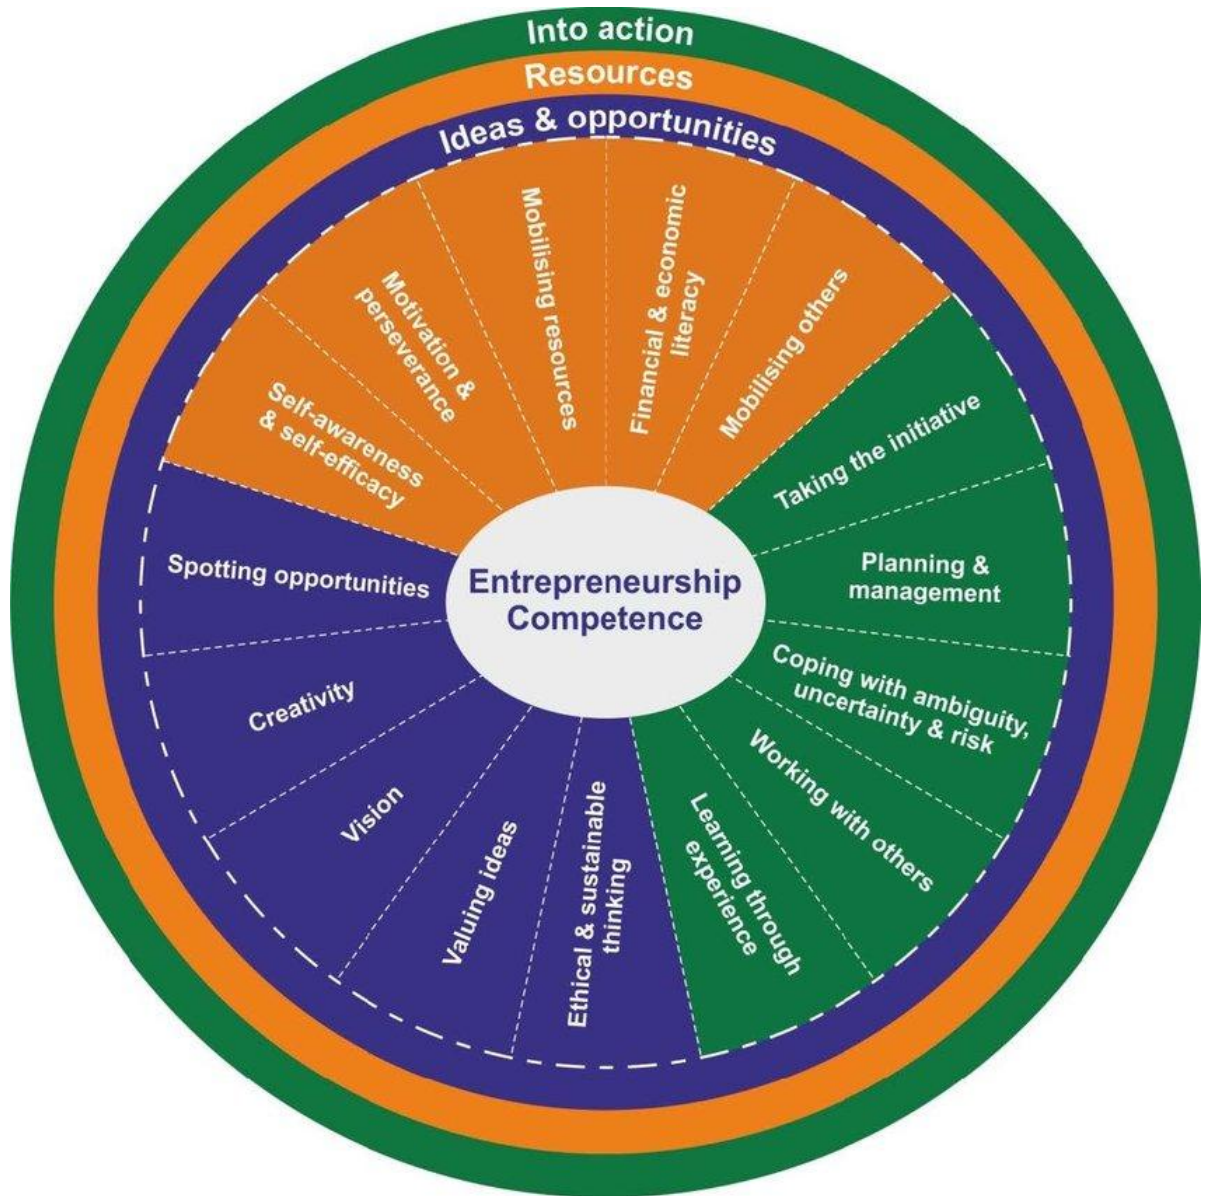 Into action
Resources
Ideas & opportunities
Self-awareness
& self-efficacy
Motivation &
perseverance
Mobilising resources
Financial & economic
literacy
Mobilising others
Taking the initiative
Planning &
management
Coping with ambiguity,
uncertainty & risk
Working with others
Learning through
experience
Ethical & sustainable
thinking
Valuing ideas
Vision
Creativity
Spotting opportunities
Entrepreneurship
Competence